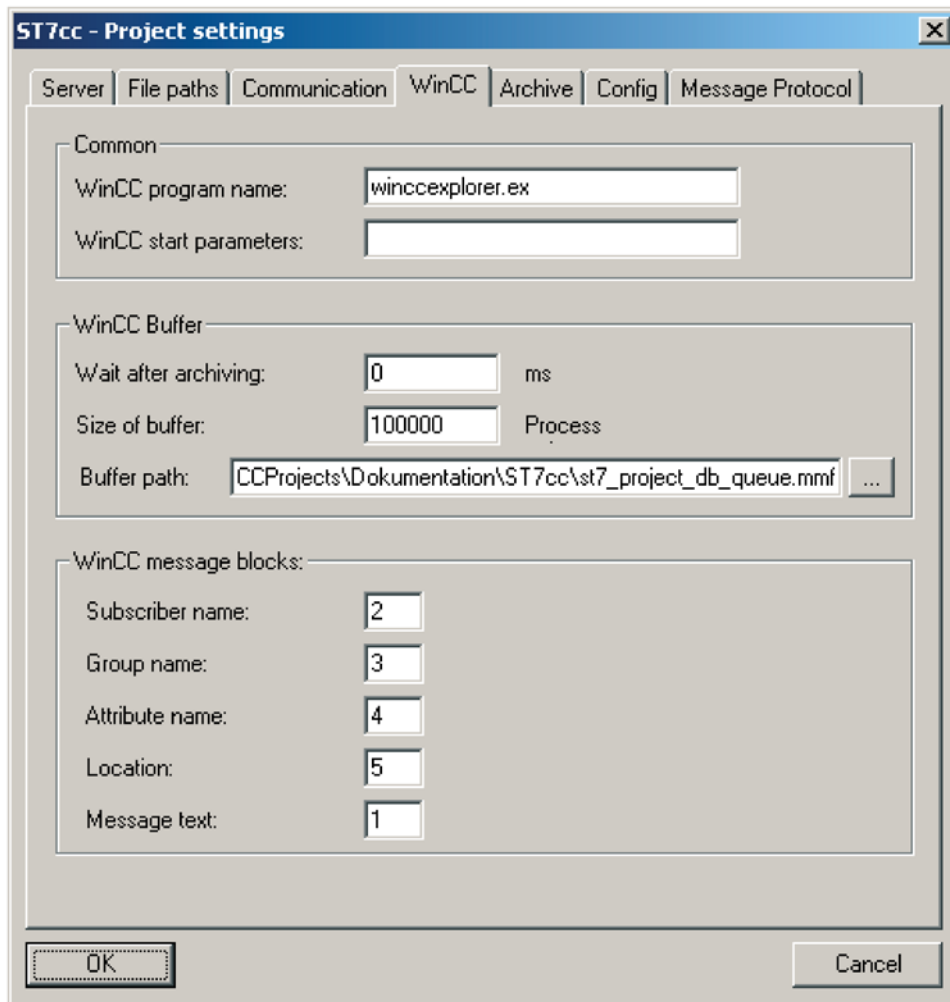 ST7cc - Project settings
Server File paths Communication WinCC Archive Config Message Protocol
Common
WinCC program name: winccexplorer.ex
WinCC start parameters:
WinCC Buffer
Wait after archiving: 0 ms
Size of buffer: 100000 Process
Buffer path: CCProjects\Dokumentation\ST7cc\st7_project_db_queue.mmf ...
WinCC message blocks:
Subscriber name: 2
Group name: 3
Attribute name: 4
Location: 5
Message text: 1
OK Cancel